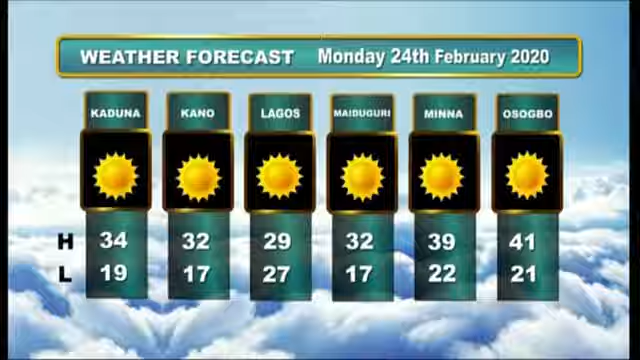 WEATHER FORECAST Monday 24th February 2020
KADUNA KANO LAGOS MAIDUGURI MINNA OSOGBO
H 34 32 29 32 39 41
L 19 17 27 17 22 21